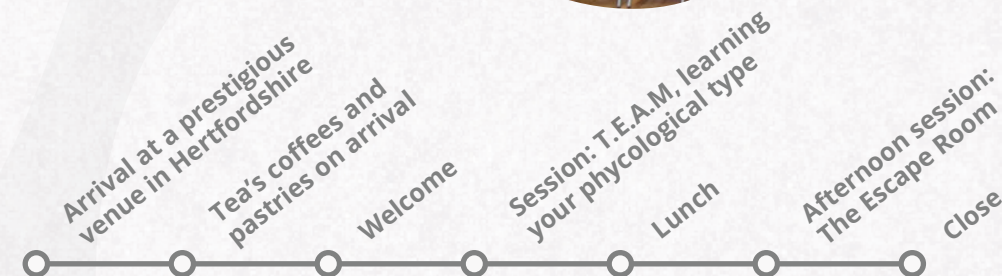 Arrival at a prestigious
venue in Hertfordshire
Tea's coffees and
pastries on arrival
Welcome
Session: T.E.A.M, learning
your phycological type
Lunch
Afternoon session:
The Escape Room
Close